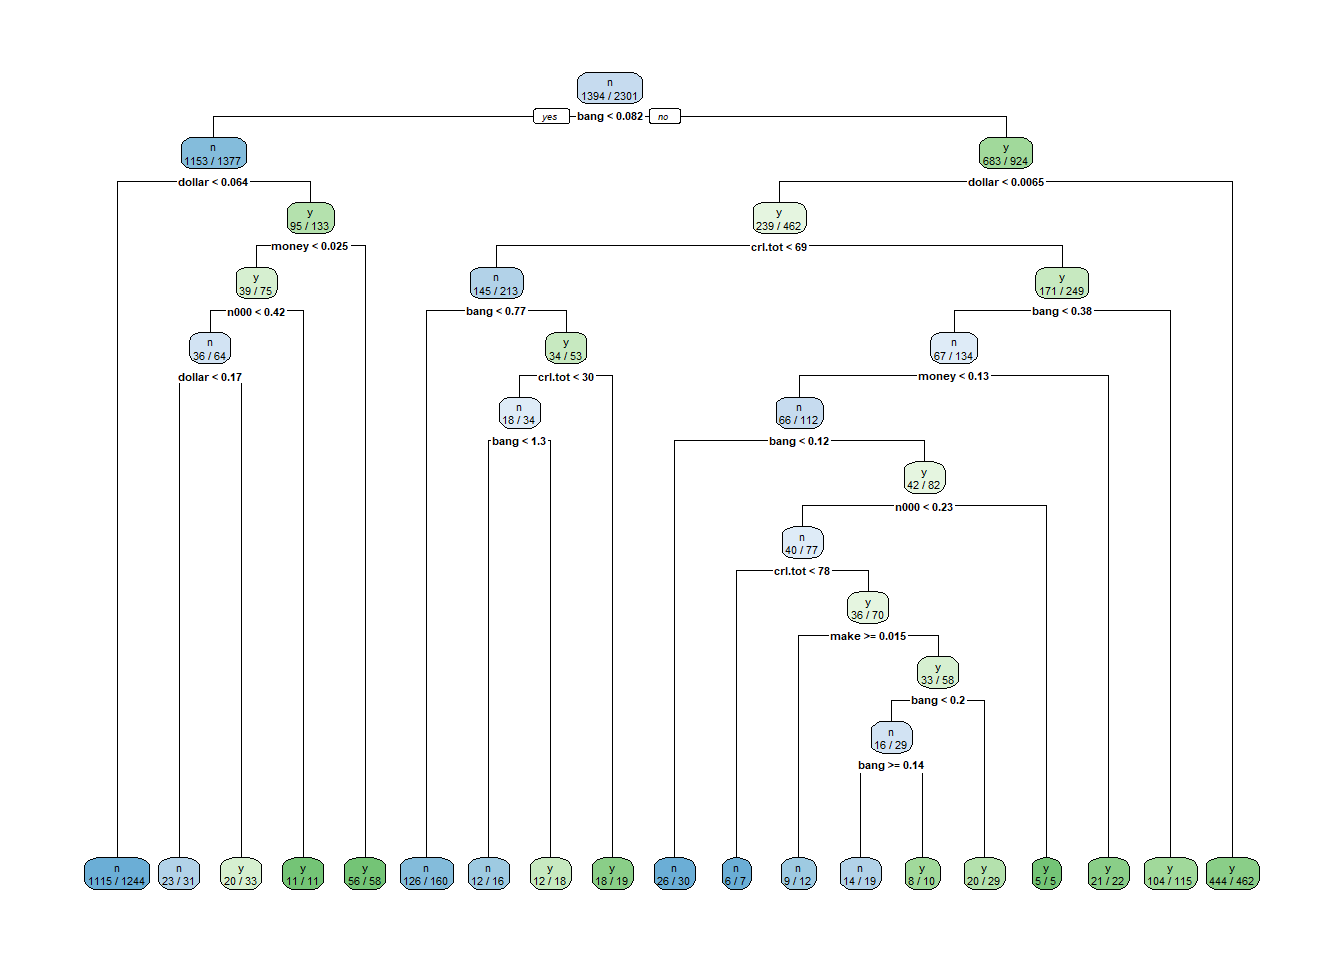 n
1394 / 2301
yes bang < 0.082 no
n
1153 / 1377
y
683 / 924
dollar < 0.064
dollar < 0.0065
y
95 / 133
y
239 / 462
money < 0.025
crl.tot < 69
y
39 / 75
n
145 / 213
y
171 / 249
n000 < 0.42
bang < 0.77
bang < 0.38
n
36 / 64
y
34 / 53
n
67 / 134
dollar < 0.17
crl.tot < 30
money < 0.13
n
18 / 34
n
66 / 112
bang < 1.3
bang < 0.12
y
42 / 82
n000 < 0.23
n
40 / 77
crl.tot < 78
y
36 / 70
make >= 0.015
y
33 / 58
bang < 0.2
n
16 / 29
bang >= 0.14
n
1115 / 1244
n
23 / 31
y
20 / 33
y
11 / 11
y
56 / 58
n
126 / 160
n
12 / 16
y
12 / 18
y
18 / 19
n
26 / 30
n
6 / 7
n
9 / 12
n
14 / 19
y
8 / 10
y
20 / 29
y
5 / 5
y
21 / 22
y
104 / 115
y
444 / 462